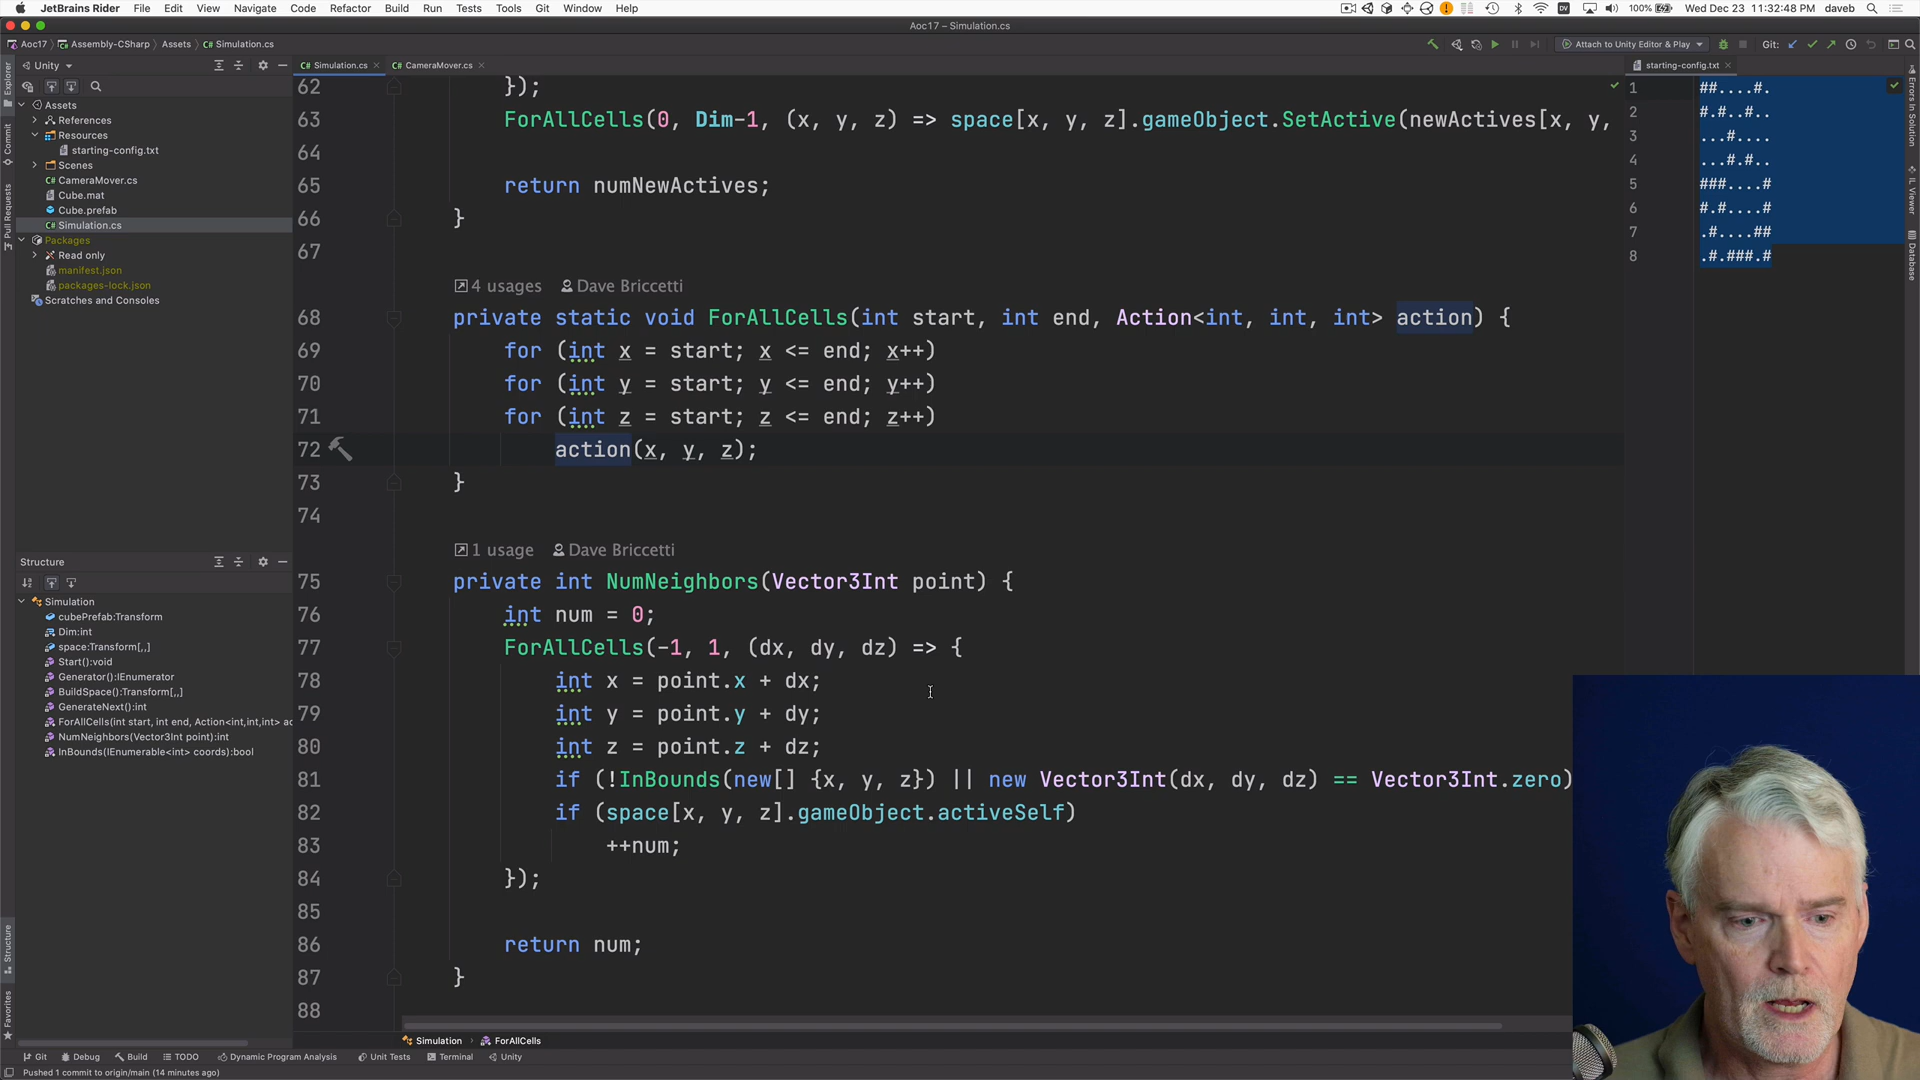 JetBrains Rider File Edit View Navigate Code Refactor Build Run Tests Tools Git Window Help 100% Wed Dec 23 11:32:48 PM daveb
Aoc17 – Simulation.cs
Aoc17 Assembly-CSharp Assets C# Simulation.cs Attach to Unity Editor & Play Git:
Unity
C# Simulation.cs C# CameraMover.cs starting-config.txt
Explorer
Commit
Pull Requests
Structure
Favorites
Assets
References
Resources
starting-config.txt
Scenes
C# CameraMover.cs
Cube.mat
Cube.prefab
C# Simulation.cs
Packages
Read only
manifest.json
packages-lock.json
Scratches and Consoles
Structure
Simulation
cubePrefab:Transform
Dim:int
space:Transform[,,]
Start():void
Generator():IEnumerator
BuildSpace():Transform[,,]
GenerateNext():int
ForAllCells(int start, int end, Action<int,int,int> ac
NumNeighbors(Vector3Int point):int
InBounds(IEnumerable<int> coords):bool
62 });
63 ForAllCells(0, Dim-1, (x, y, z) => space[x, y, z].gameObject.SetActive(newActives[x, y,
64
65 return numNewActives;
66 }
67
4 usages Dave Briccetti
68 private static void ForAllCells(int start, int end, Action<int, int, int> action) {
69 for (int x = start; x <= end; x++)
70 for (int y = start; y <= end; y++)
71 for (int z = start; z <= end; z++)
72 action(x, y, z);
73 }
74
1 usage Dave Briccetti
75 private int NumNeighbors(Vector3Int point) {
76 int num = 0;
77 ForAllCells(-1, 1, (dx, dy, dz) => {
78 int x = point.x + dx;
79 int y = point.y + dy;
80 int z = point.z + dz;
81 if (!InBounds(new[] {x, y, z}) || new Vector3Int(dx, dy, dz) == Vector3Int.zero)
82 if (space[x, y, z].gameObject.activeSelf)
83 ++num;
84 });
85
86 return num;
87 }
88
1 ##....#.
2 #.#..#..
3 ...#....
4 ...#.#..
5 ###....#
6 #.#....#
7 .#....##
8 .#.###.#
Errors In Solution
IL Viewer
Database
Simulation ForAllCells
Git Debug Build TODO Dynamic Program Analysis Unit Tests Terminal Unity
Pushed 1 commit to origin/main (14 minutes ago)